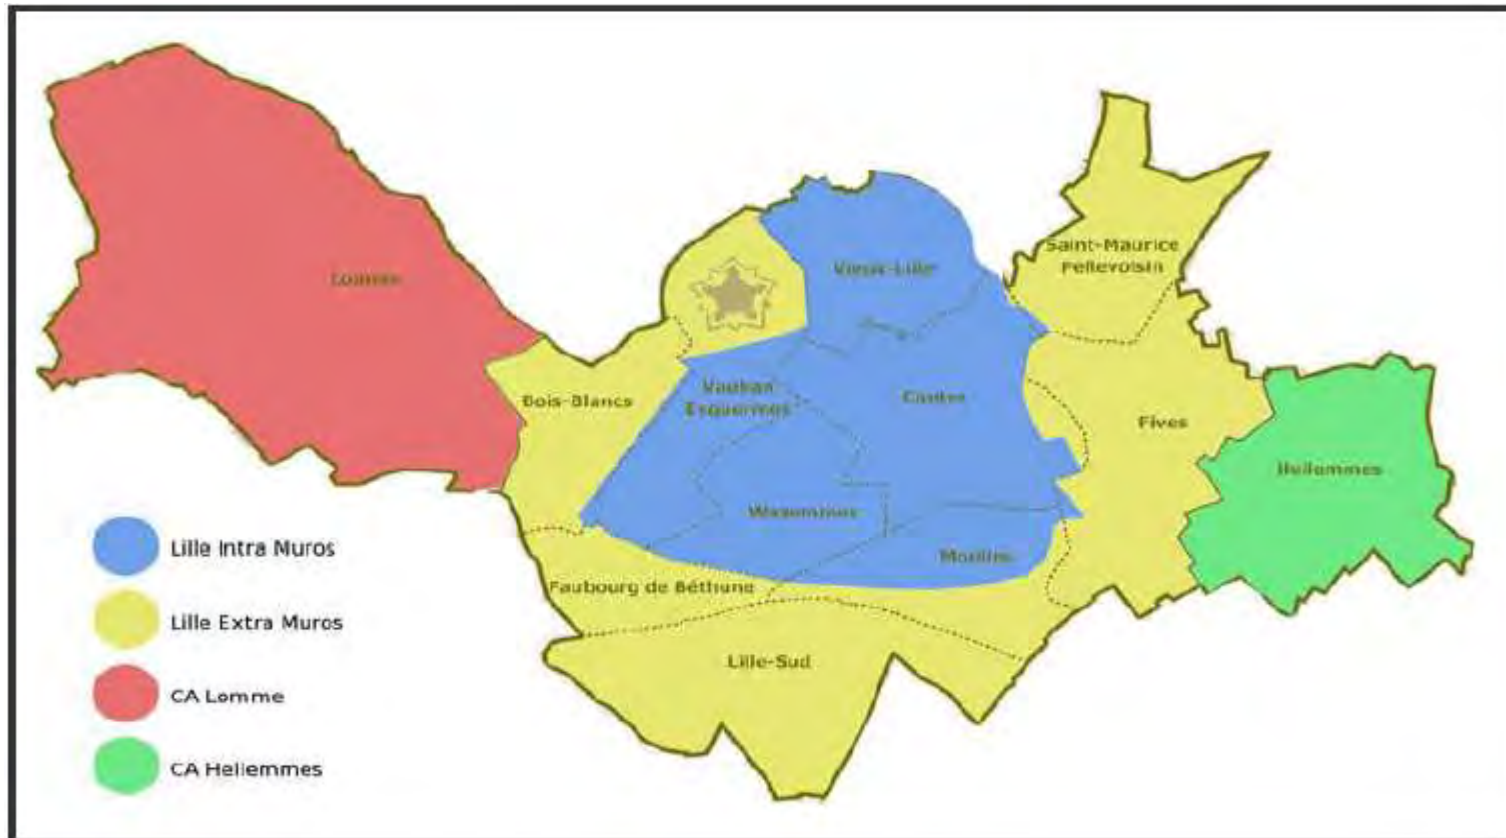 Saint-Maurice
Pellevoisin
Vieux-Lille
Lomme
Vauban
Esquermes
Bois-Blancs
Centre
Fives
Hellemmes
Wazemmes
Moulins
Faubourg de Béthune
Lille-Sud
Lille Intra Muros
Lille Extra Muros
CA Lomme
CA Hellemmes